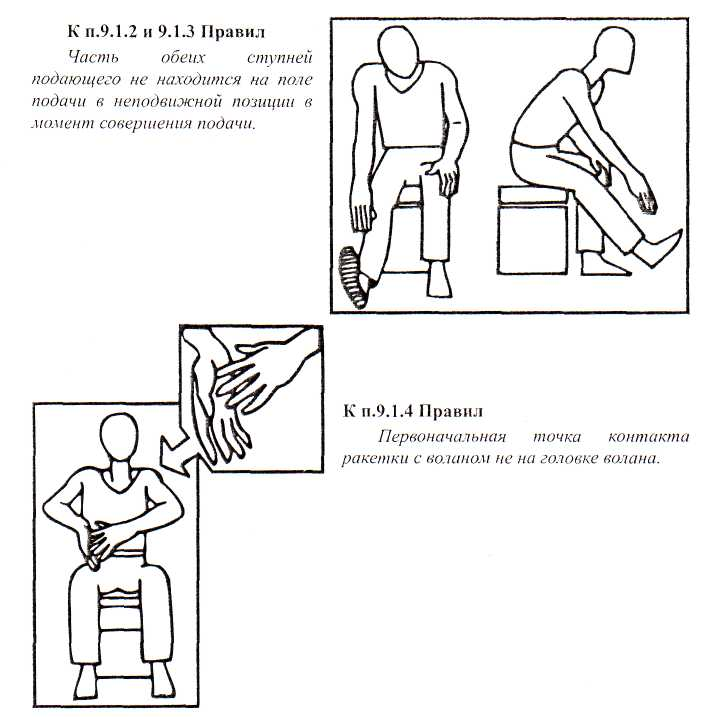 К п.9.1.2 и 9.1.3 Правил
Часть обеих ступней
подающего не находится на поле
подачи в неподвижной позиции в
момент совершения подачи.
К п.9.1.4 Правил
Первоначальная точка контакта
ракетки с воланом не на головке волана.